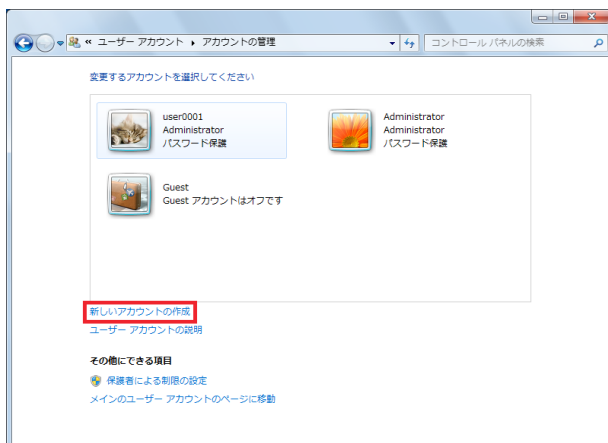 « ユーザー アカウント ▸ アカウントの管理
コントロール パネルの検索
変更するアカウントを選択してください
user0001
Administrator
パスワード保護
Administrator
Administrator
パスワード保護
Guest
Guest アカウントはオフです
新しいアカウントの作成
ユーザー アカウントの説明
その他にできる項目
保護者による制限の設定
メインのユーザー アカウントのページに移動